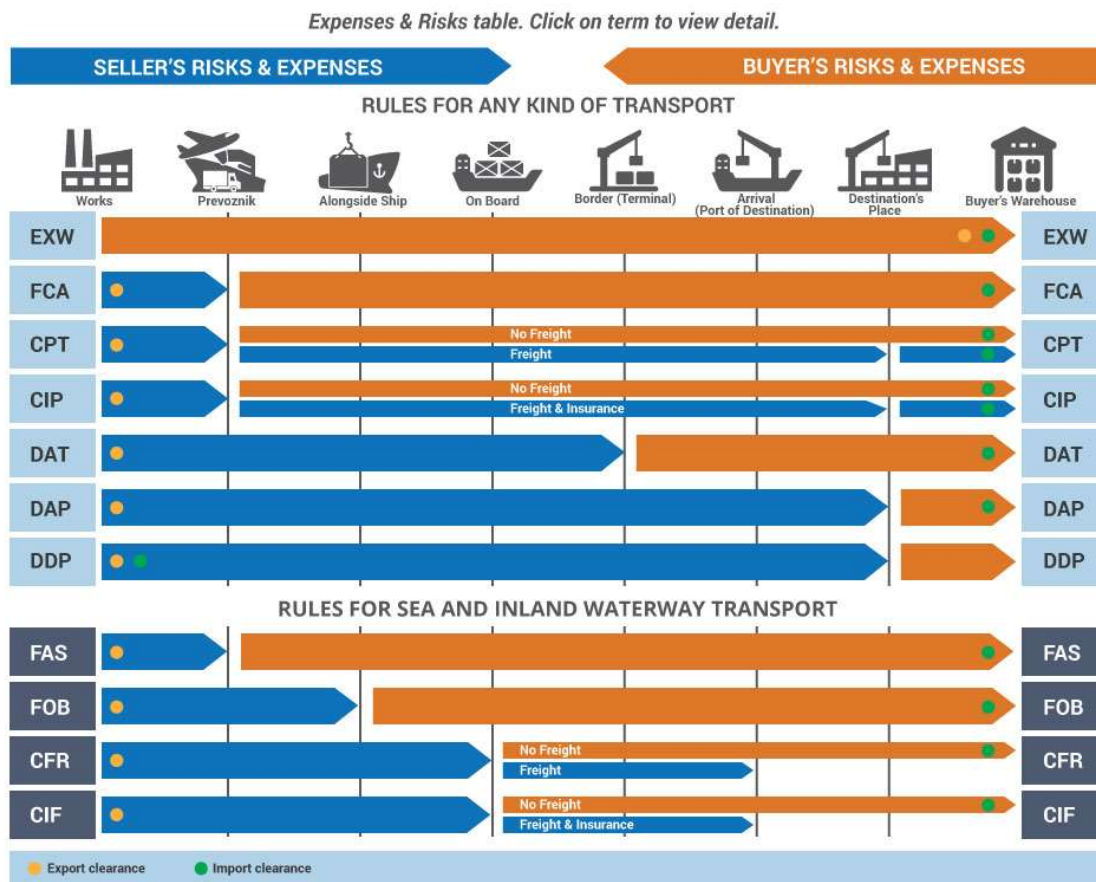 Expenses & Risks table. Click on term to view detail.
SELLER'S RISKS & EXPENSES
BUYER'S RISKS & EXPENSES
RULES FOR ANY KIND OF TRANSPORT
Works
Prevoznik
Alongside Ship
On Board
Border (Terminal)
Arrival
(Port of Destination)
Destination's
Place
Buyer's Warehouse
EXW
EXW
FCA
FCA
CPT
No Freight
Freight
CPT
CIP
No Freight
Freight & Insurance
CIP
DAT
DAT
DAP
DAP
DDP
DDP
RULES FOR SEA AND INLAND WATERWAY TRANSPORT
FAS
FAS
FOB
FOB
CFR
No Freight
Freight
CFR
CIF
No Freight
Freight & Insurance
CIF
Export clearance
Import clearance